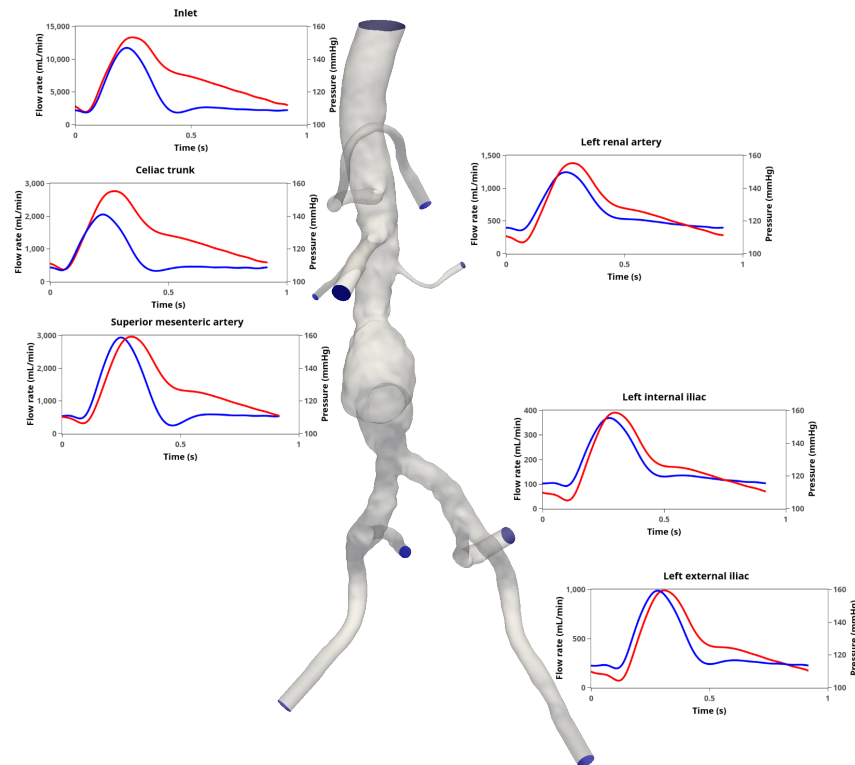 Inlet
Flow rate (mL/min)
15,000
10,000
5,000
0
160
140
120
100
Pressure (mmHg)
0
0.5
1
Time (s)
Celiac trunk
Flow rate (mL/min)
3,000
2,000
1,000
0
160
140
120
100
Pressure (mmHg)
0
0.5
1
Time (s)
Superior mesenteric artery
Flow rate (mL/min)
3,000
2,000
1,000
0
160
140
120
100
Pressure (mmHg)
0
0.5
1
Time (s)
Left renal artery
Flow rate (mL/min)
1,500
1,000
500
0
160
140
120
100
Pressure (mmHg)
0
0.5
1
Time (s)
Left internal iliac
Flow rate (mL/min)
400
300
200
100
0
160
140
120
100
Pressure (mmHg)
0
0.5
1
Time (s)
Left external iliac
Flow rate (mL/min)
1,000
500
0
160
140
120
100
Pressure (mmHg)
0
0.5
1
Time (s)